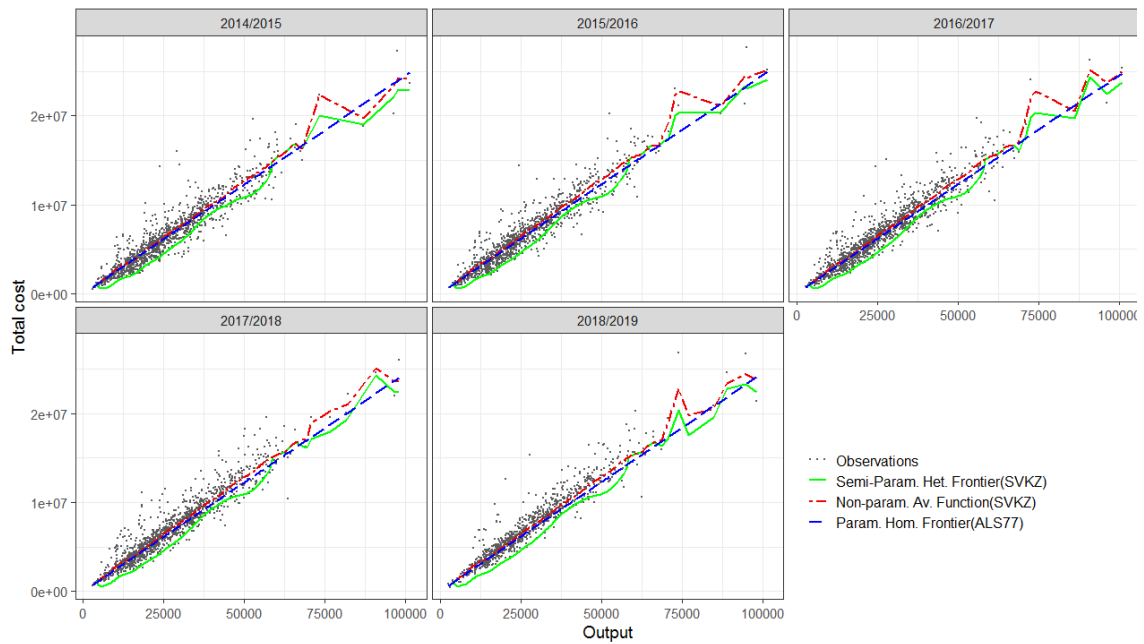 2014/2015
2015/2016
2016/2017
2e+07
1e+07
0e+00
0 25000 50000 75000 100000
2017/2018
2018/2019
Total cost
2e+07
1e+07
0e+00
0 25000 50000 75000 100000
0 25000 50000 75000 100000
Output
Observations
Semi-Param. Het. Frontier(SVKZ)
Non-param. Av. Function(SVKZ)
Param. Hom. Frontier(ALS77)